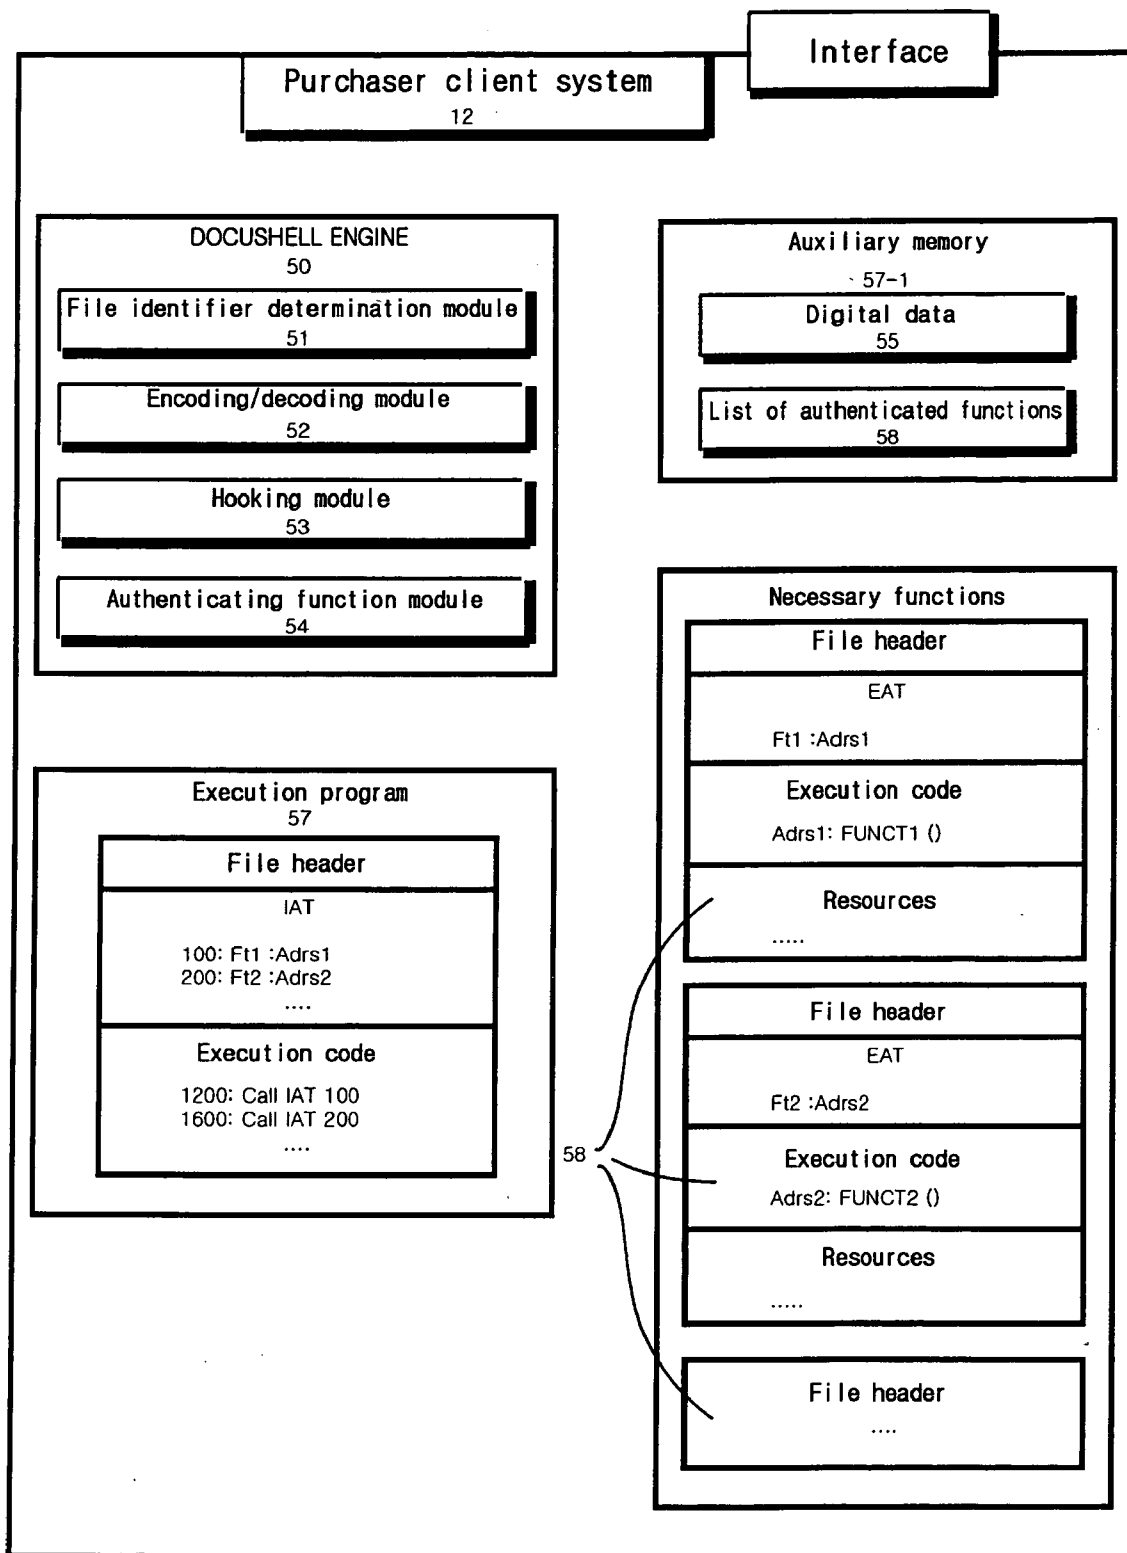 Interface
Purchaser client system
12
DOCUSHELL ENGINE
50
File identifier determination module
51
Encoding/decoding module
52
Hooking module
53
Authenticating function module
54
Auxiliary memory
57-1
Digital data
55
List of authenticated functions
58
Execution program
57
File header
IAT
100: Ft1 :Adrs1
200: Ft2 :Adrs2
....
Execution code
1200: Call IAT 100
1600: Call IAT 200
....
58
Necessary functions
File header
EAT
Ft1 :Adrs1
Execution code
Adrs1: FUNCT1 ()
Resources
.....
File header
EAT
Ft2 :Adrs2
Execution code
Adrs2: FUNCT2 ()
Resources
.....
File header
....